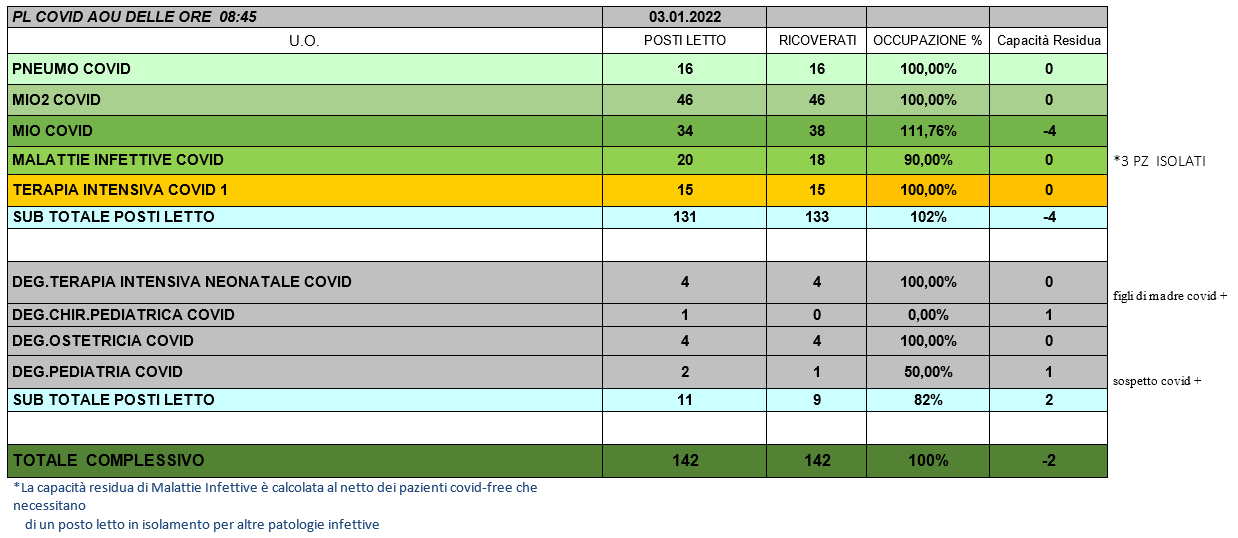 PL COVID AOU DELLE ORE 08:45 03.01.2022
U.O. POSTI LETTO RICOVERATI OCCUPAZIONE % Capacità Residua
PNEUMO COVID 16 16 100,00% 0
MIO2 COVID 46 46 100,00% 0
MIO COVID 34 38 111,76% -4
MALATTIE INFETTIVE COVID 20 18 90,00% 0 *3 PZ ISOLATI
TERAPIA INTENSIVA COVID 1 15 15 100,00% 0
SUB TOTALE POSTI LETTO 131 133 102% -4
DEG.TERAPIA INTENSIVA NEONATALE COVID 4 4 100,00% 0 figli di madre covid +
DEG.CHIR.PEDIATRICA COVID 1 0 0,00% 1
DEG.OSTETRICIA COVID 4 4 100,00% 0
DEG.PEDIATRIA COVID 2 1 50,00% 1 sospetto covid +
SUB TOTALE POSTI LETTO 11 9 82% 2
TOTALE COMPLESSIVO 142 142 100% -2
*La capacità residua di Malattie Infettive è calcolata al netto dei pazienti covid-free che
necessitano
di un posto letto in isolamento per altre patologie infettive